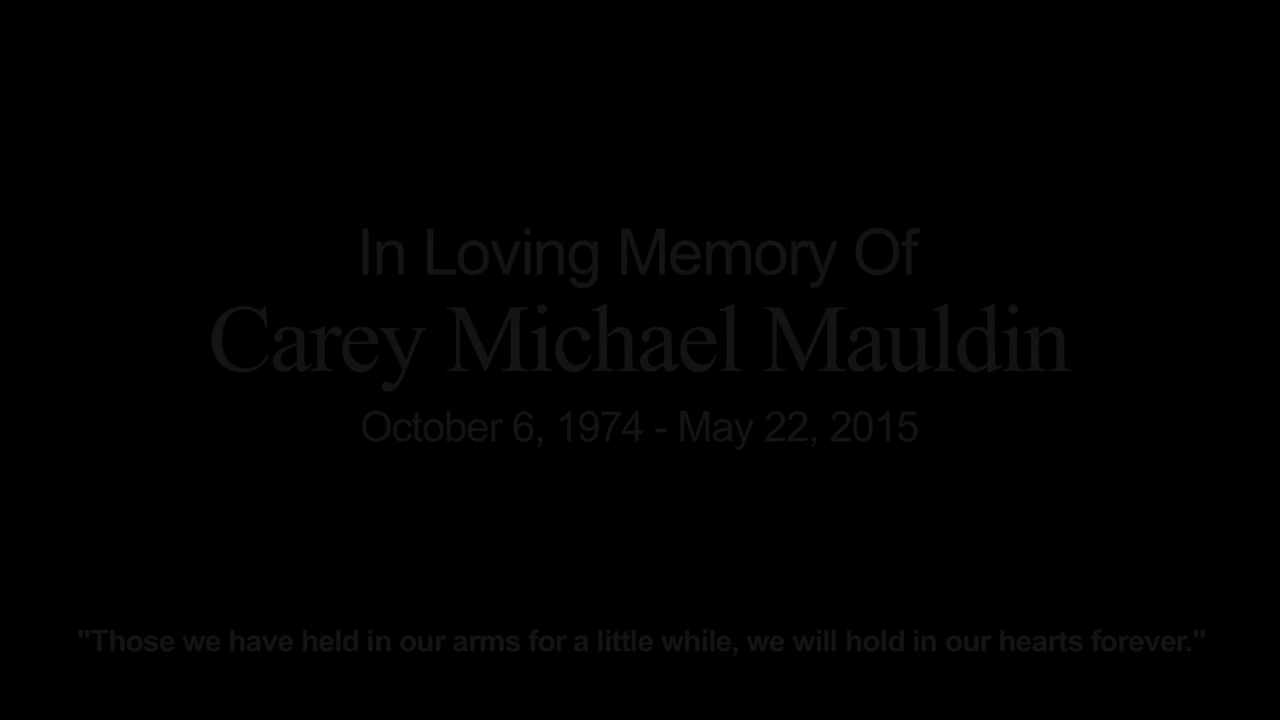 In Loving Memory Of
Carey Michael Mauldin
October 6, 1974 - May 22, 2015
"Those we have held in our arms for a little while, we will hold in our hearts forever."